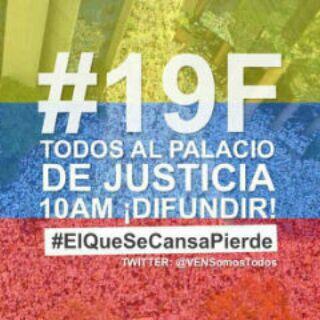 #19F
TODOS AL PALACIO
DE JUSTICIA
10AM ¡DIFUNDIR!
#ElQueSeCansaPierde
TWITTER: @VENSomosTodos